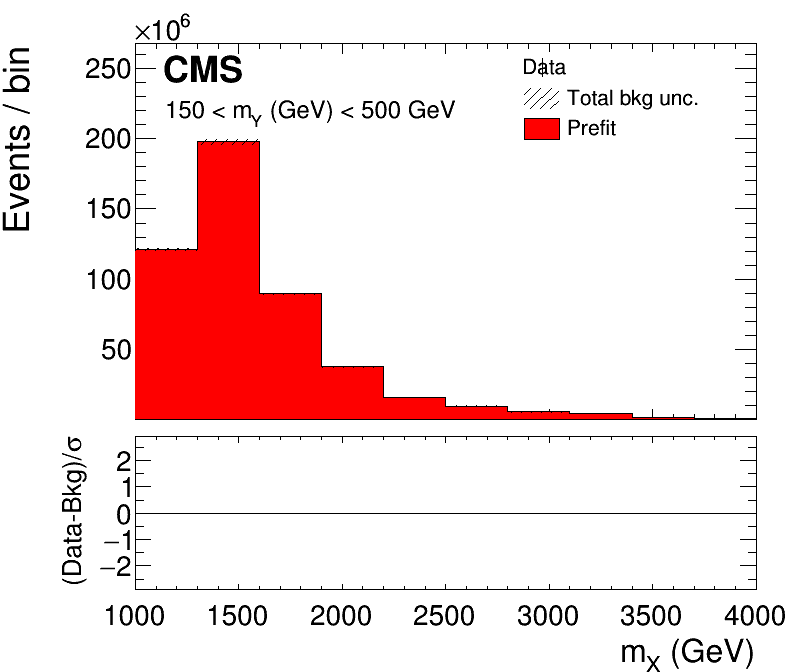 ×10⁶
CMS
150 < m_Y (GeV) < 500 GeV
Data
Total bkg unc.
Prefit
Events / bin
250
200
150
100
50
(Data-Bkg)/σ
2
1
0
−1
−2
1000 1500 2000 2500 3000 3500 4000
m_X (GeV)